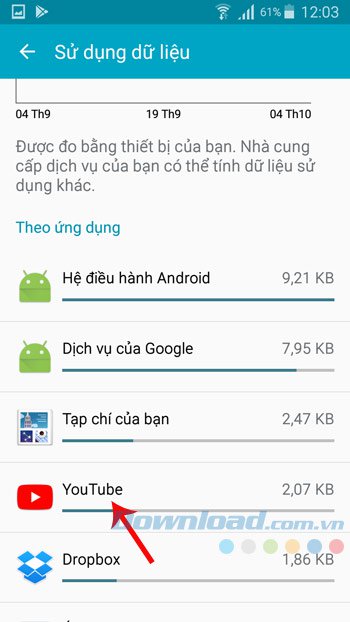 61% 12:03
Sử dụng dữ liệu
04 Th9 19 Th9 04 Th10
Được đo bằng thiết bị của bạn. Nhà cung
cấp dịch vụ của bạn có thể tính dữ liệu sử
dụng khác.
Theo ứng dụng
Hệ điều hành Android 9,21 KB
Dịch vụ của Google 7,95 KB
Tạp chí của bạn 2,47 KB
YouTube 2,07 KB
Download.com.vn
Dropbox 1,86 KB